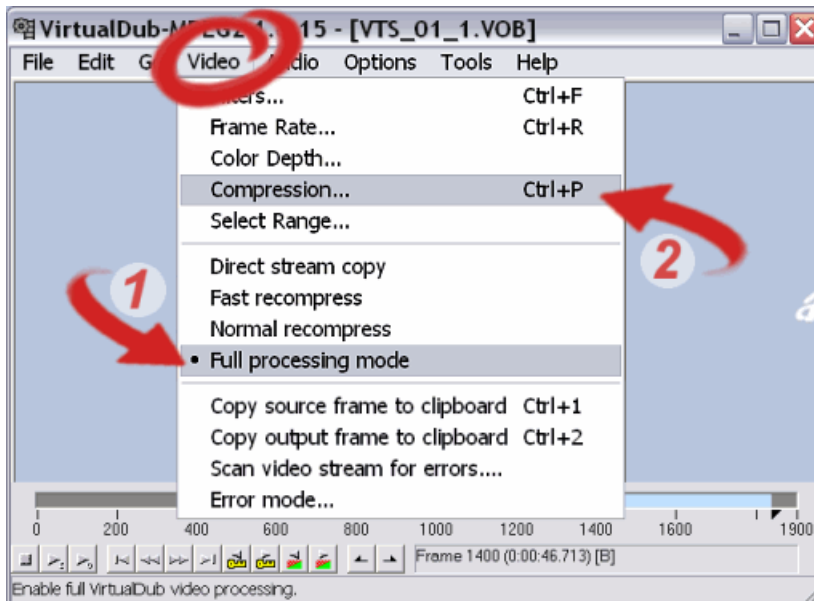 VirtualDub-MPEG2 1. 15 - [VTS_01_1.VOB]
File Edit Video Audio Options Tools Help
Filters... Ctrl+F
Frame Rate... Ctrl+R
Color Depth...
Compression... Ctrl+P
Select Range...
2
Direct stream copy
1
Fast recompress
Normal recompress
• Full processing mode
Copy source frame to clipboard Ctrl+1
Copy output frame to clipboard Ctrl+2
Scan video stream for errors....
Error mode...
0 200 400 600 800 1000 1200 1400 1600 1900
Frame 1400 (0:00:46.713) [B]
Enable full VirtualDub video processing.